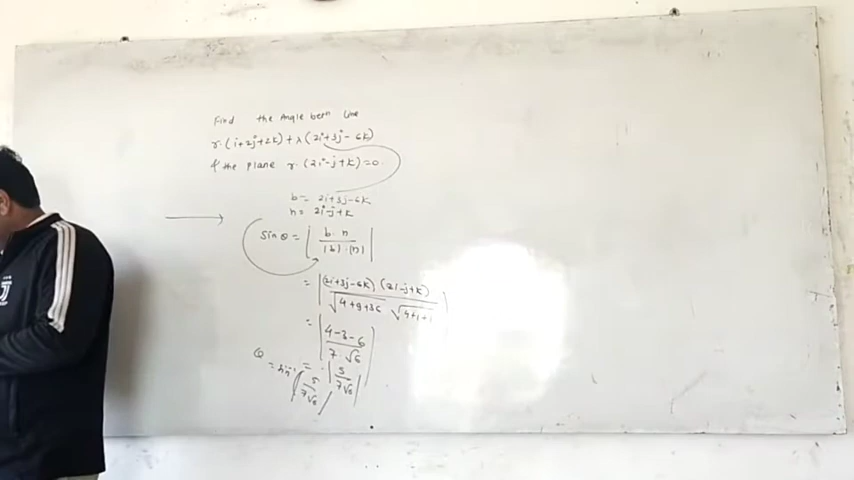 Find the Angle betn line
r.(i+2j+2k)+λ(2i+3j-6k)
& the plane r.(2i-j+k)=0.
b= 2i+3j-6k
n= 2i-j+k
sin θ = | b. n / |b|.|n| |
= | (2i+3j-6k) (2i-j+k) / √4+9+36 √4+1+1 |
= | 4-3-6 / 7. √6 |
= | 5 / 7√6 |
θ = sin⁻¹ | 5 / 7√6 |